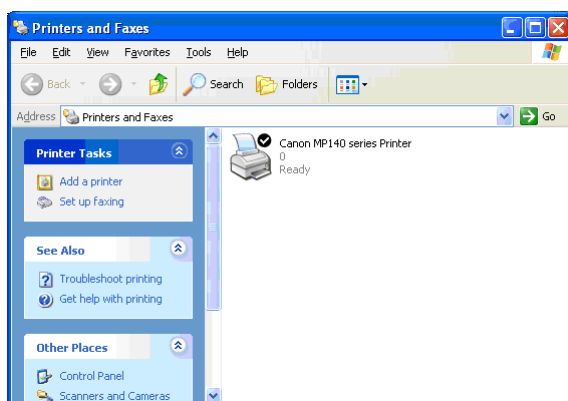 Printers and Faxes
File Edit View Favorites Tools Help
Back Search Folders
Address Printers and Faxes Go
Printer Tasks
Add a printer
Set up faxing
See Also
Troubleshoot printing
Get help with printing
Other Places
Control Panel
Scanners and Cameras
Canon MP140 series Printer
0
Ready